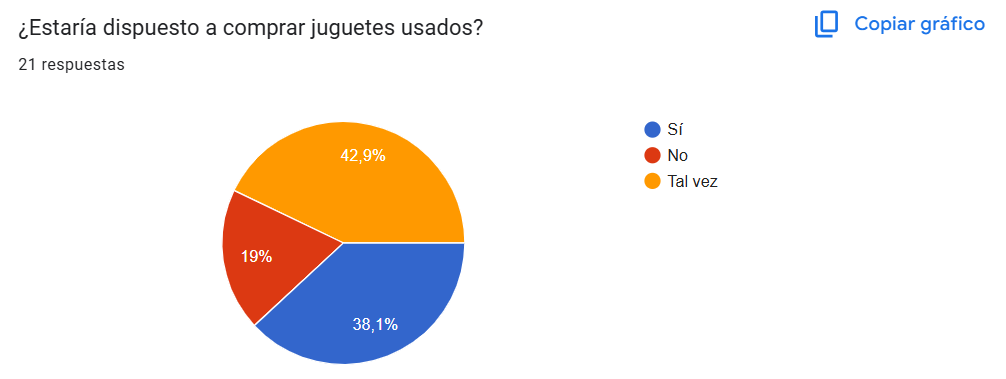 ¿Estaría dispuesto a comprar juguetes usados?
Copiar gráfico
21 respuestas
42,9%
19%
38,1%
Sí
No
Tal vez